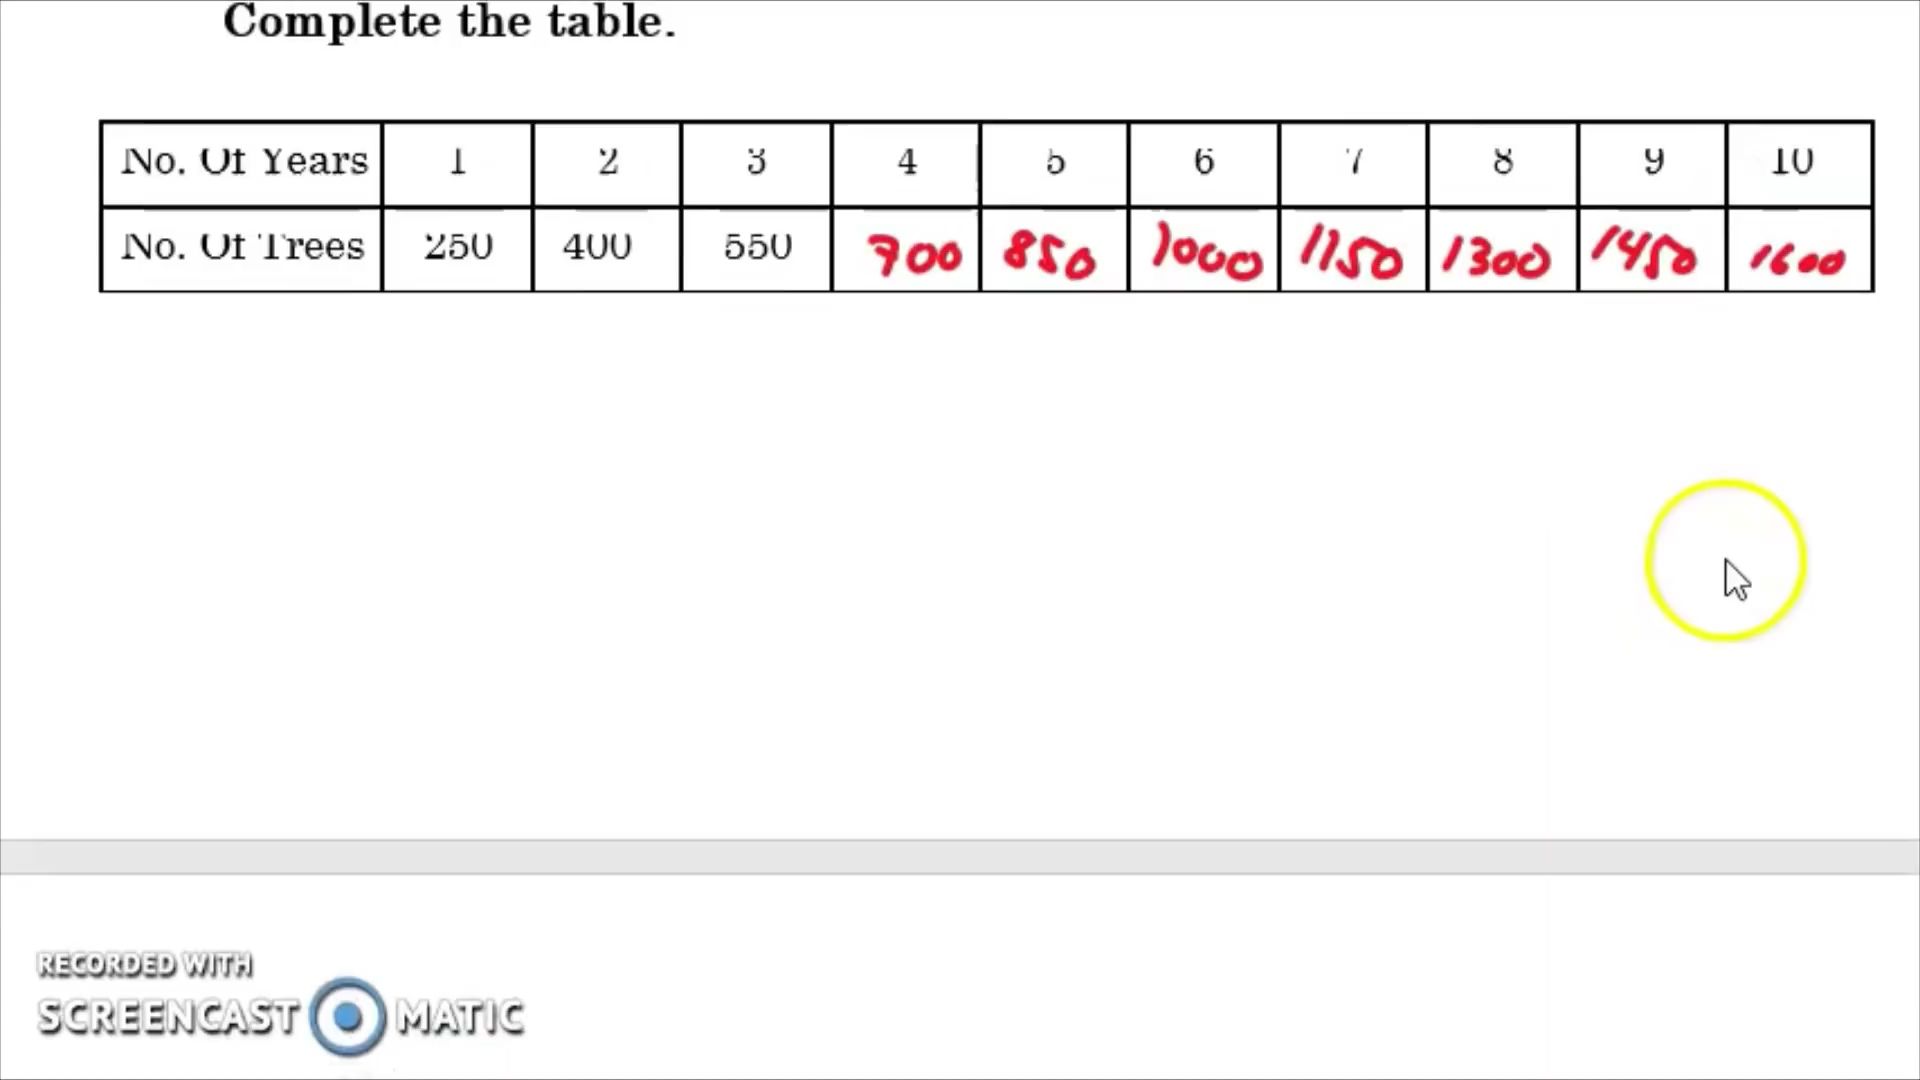 Complete the table.
No. Of Years 1 2 3 4 5 6 7 8 9 10
No. Of Trees 250 400 550 700 850 1000 1150 1300 1450 1600
RECORDED WITH
SCREENCAST MATIC